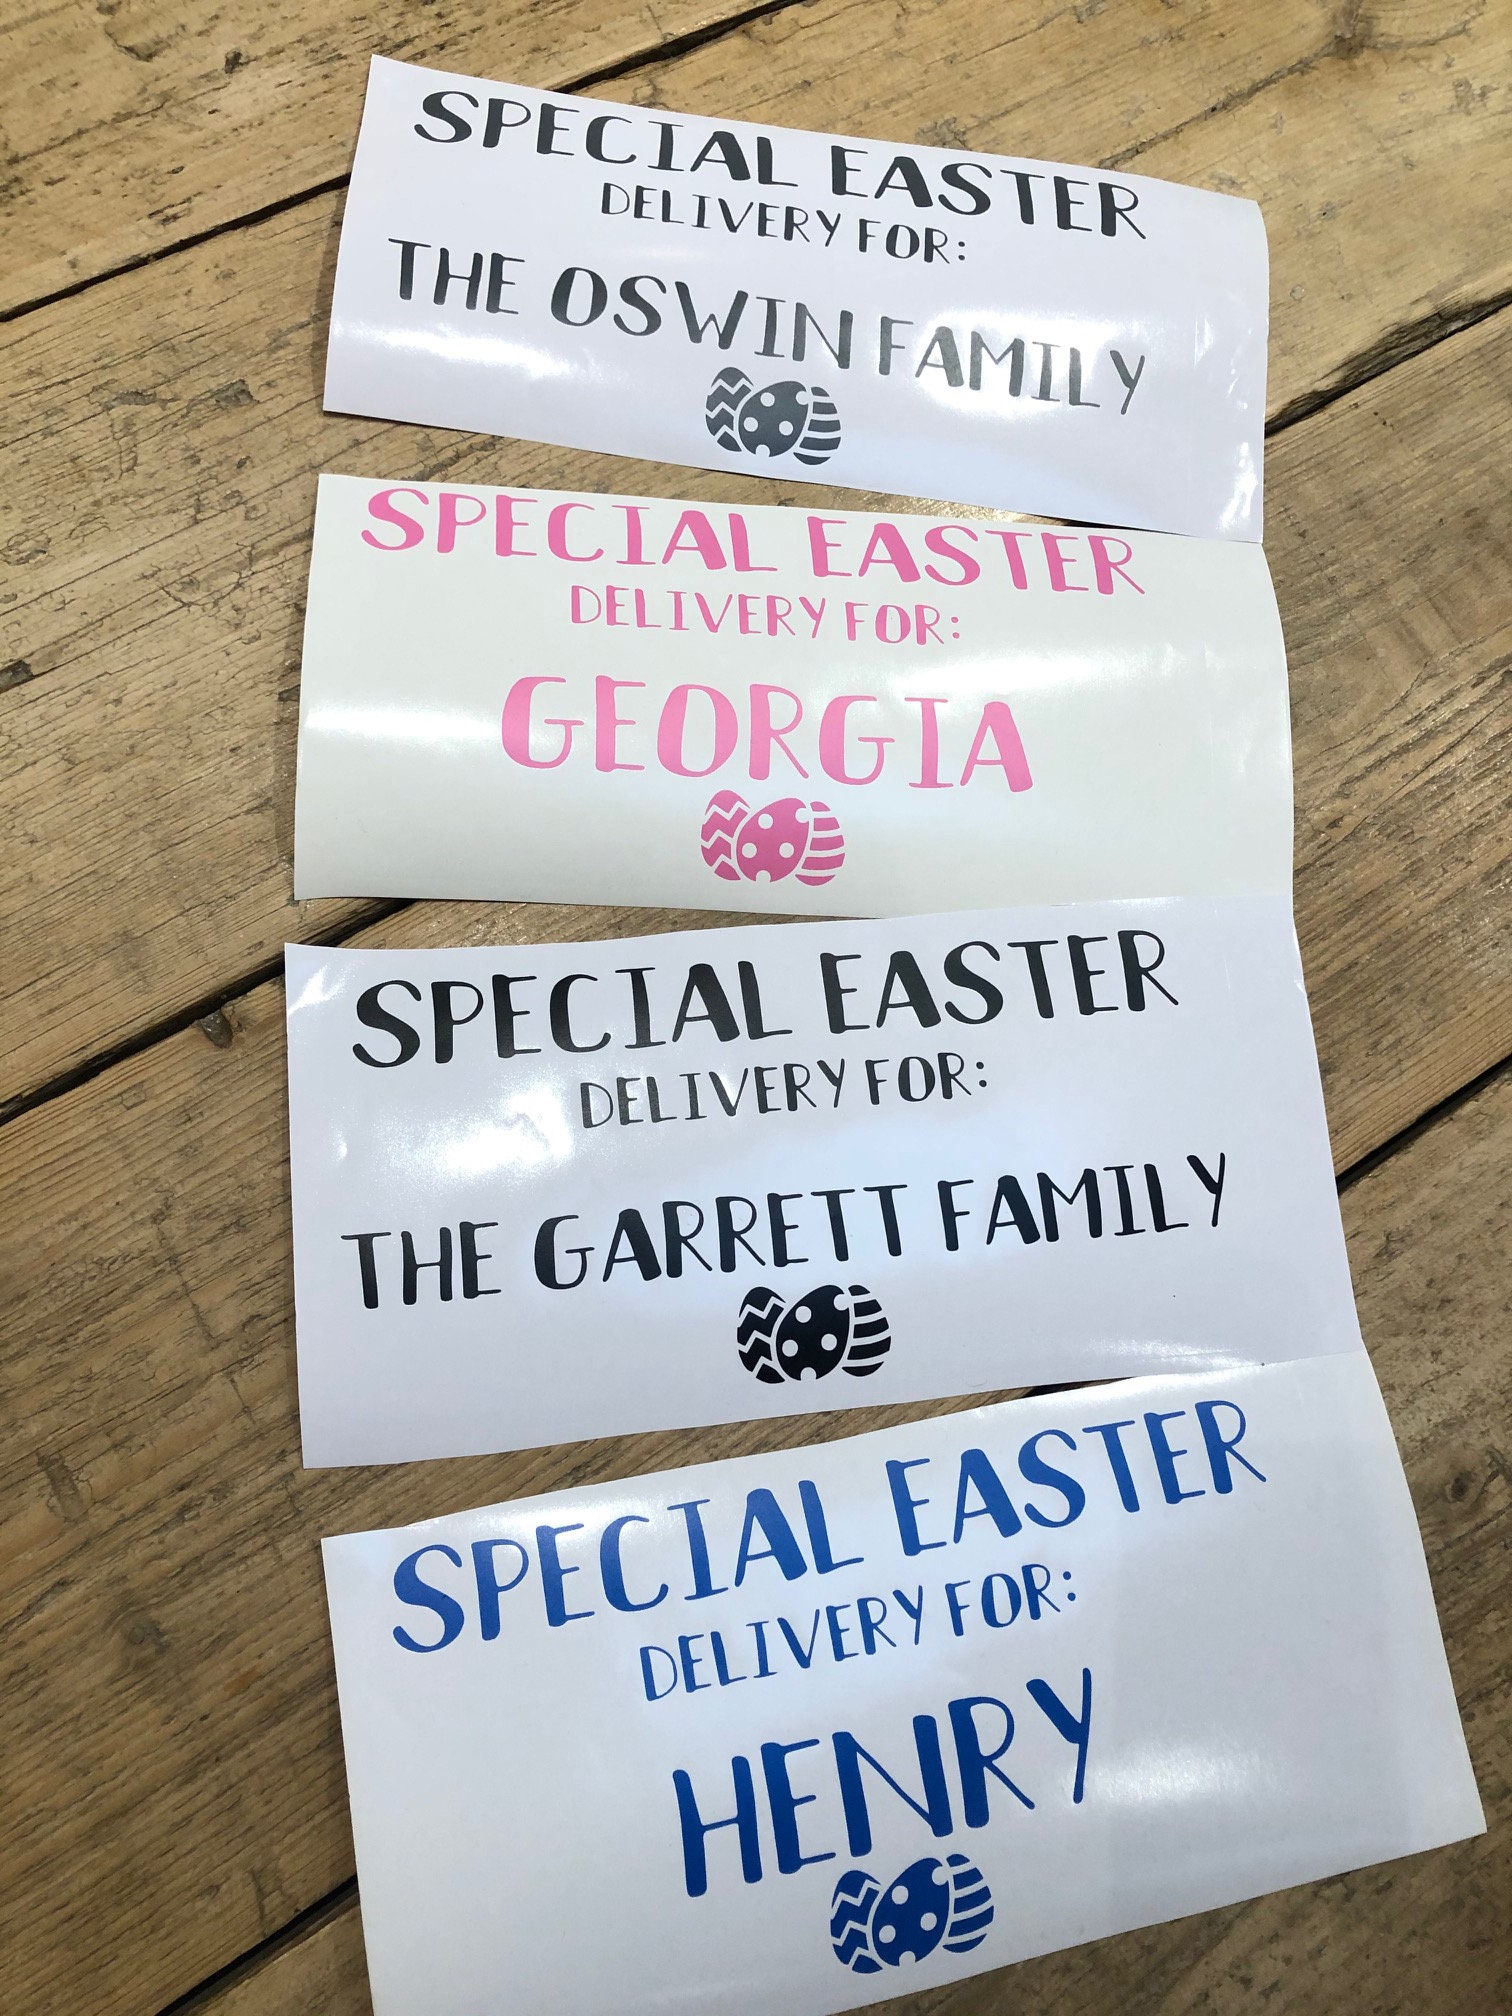 SPECIAL EASTER
DELIVERY FOR:
THE OSWIN FAMILY
SPECIAL EASTER
DELIVERY FOR:
GEORGIA
SPECIAL EASTER
DELIVERY FOR:
THE GARRETT FAMILY
SPECIAL EASTER
DELIVERY FOR:
HENRY